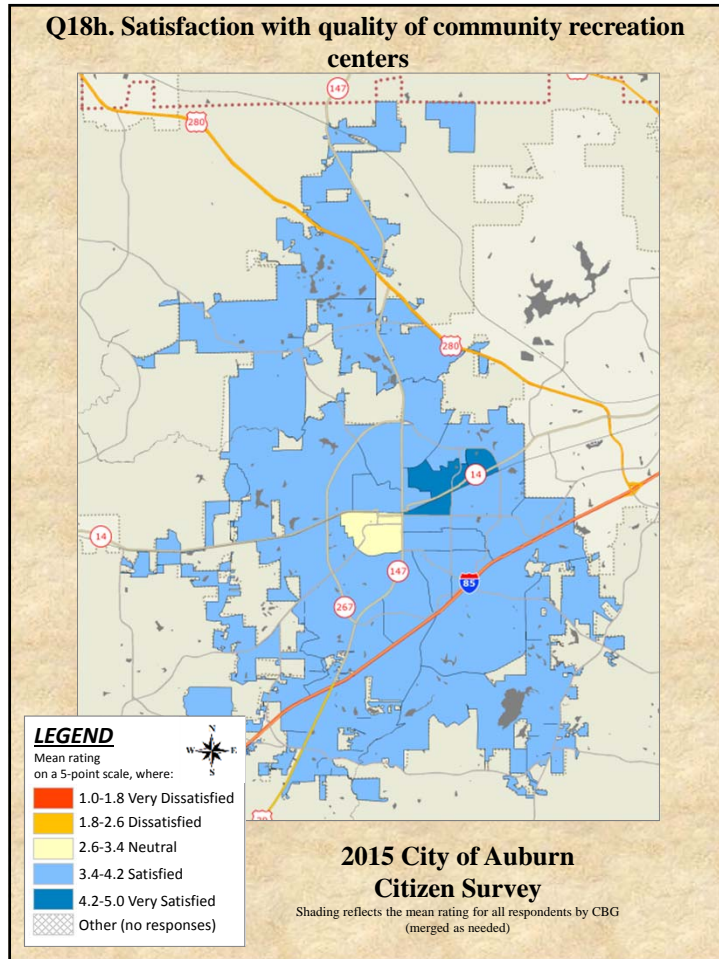 Q18h. Satisfaction with quality of community recreation
centers
147
280
280
14
14
147
85
267
LEGEND
Mean rating
on a 5-point scale, where:
N
W E
S
1.0-1.8 Very Dissatisfied
1.8-2.6 Dissatisfied
2.6-3.4 Neutral
3.4-4.2 Satisfied
4.2-5.0 Very Satisfied
Other (no responses)
2015 City of Auburn
Citizen Survey
Shading reflects the mean rating for all respondents by CBG
(merged as needed)